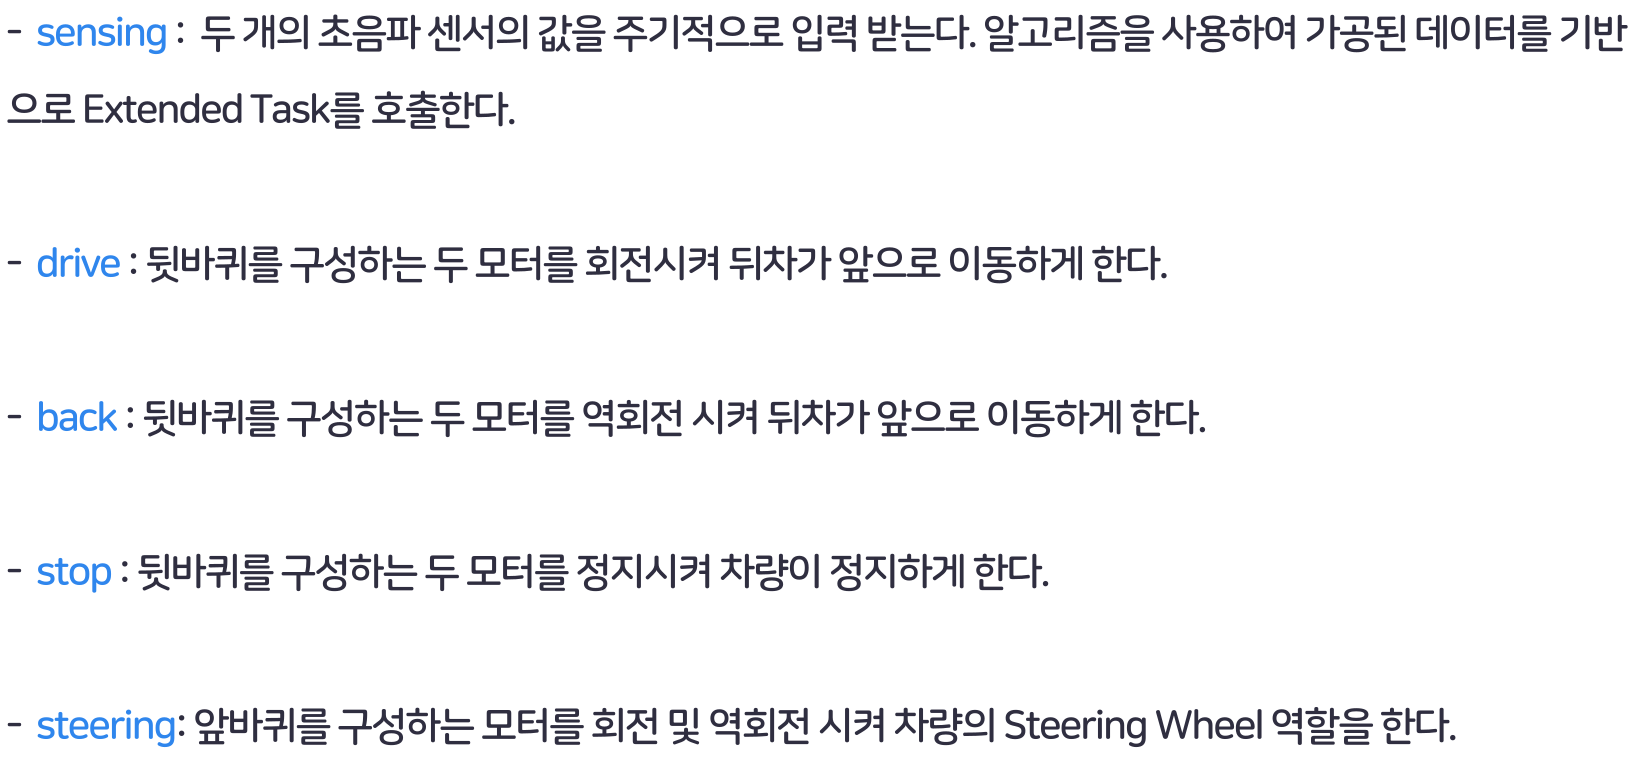 - sensing : 두 개의 초음파 센서의 값을 주기적으로 입력 받는다. 알고리즘을 사용하여 가공된 데이터를 기반
으로 Extended Task를 호출한다.
- drive : 뒷바퀴를 구성하는 두 모터를 회전시켜 뒤차가 앞으로 이동하게 한다.
- back : 뒷바퀴를 구성하는 두 모터를 역회전 시켜 뒤차가 앞으로 이동하게 한다.
- stop : 뒷바퀴를 구성하는 두 모터를 정지시켜 차량이 정지하게 한다.
- steering: 앞바퀴를 구성하는 모터를 회전 및 역회전 시켜 차량의 Steering Wheel 역할을 한다.